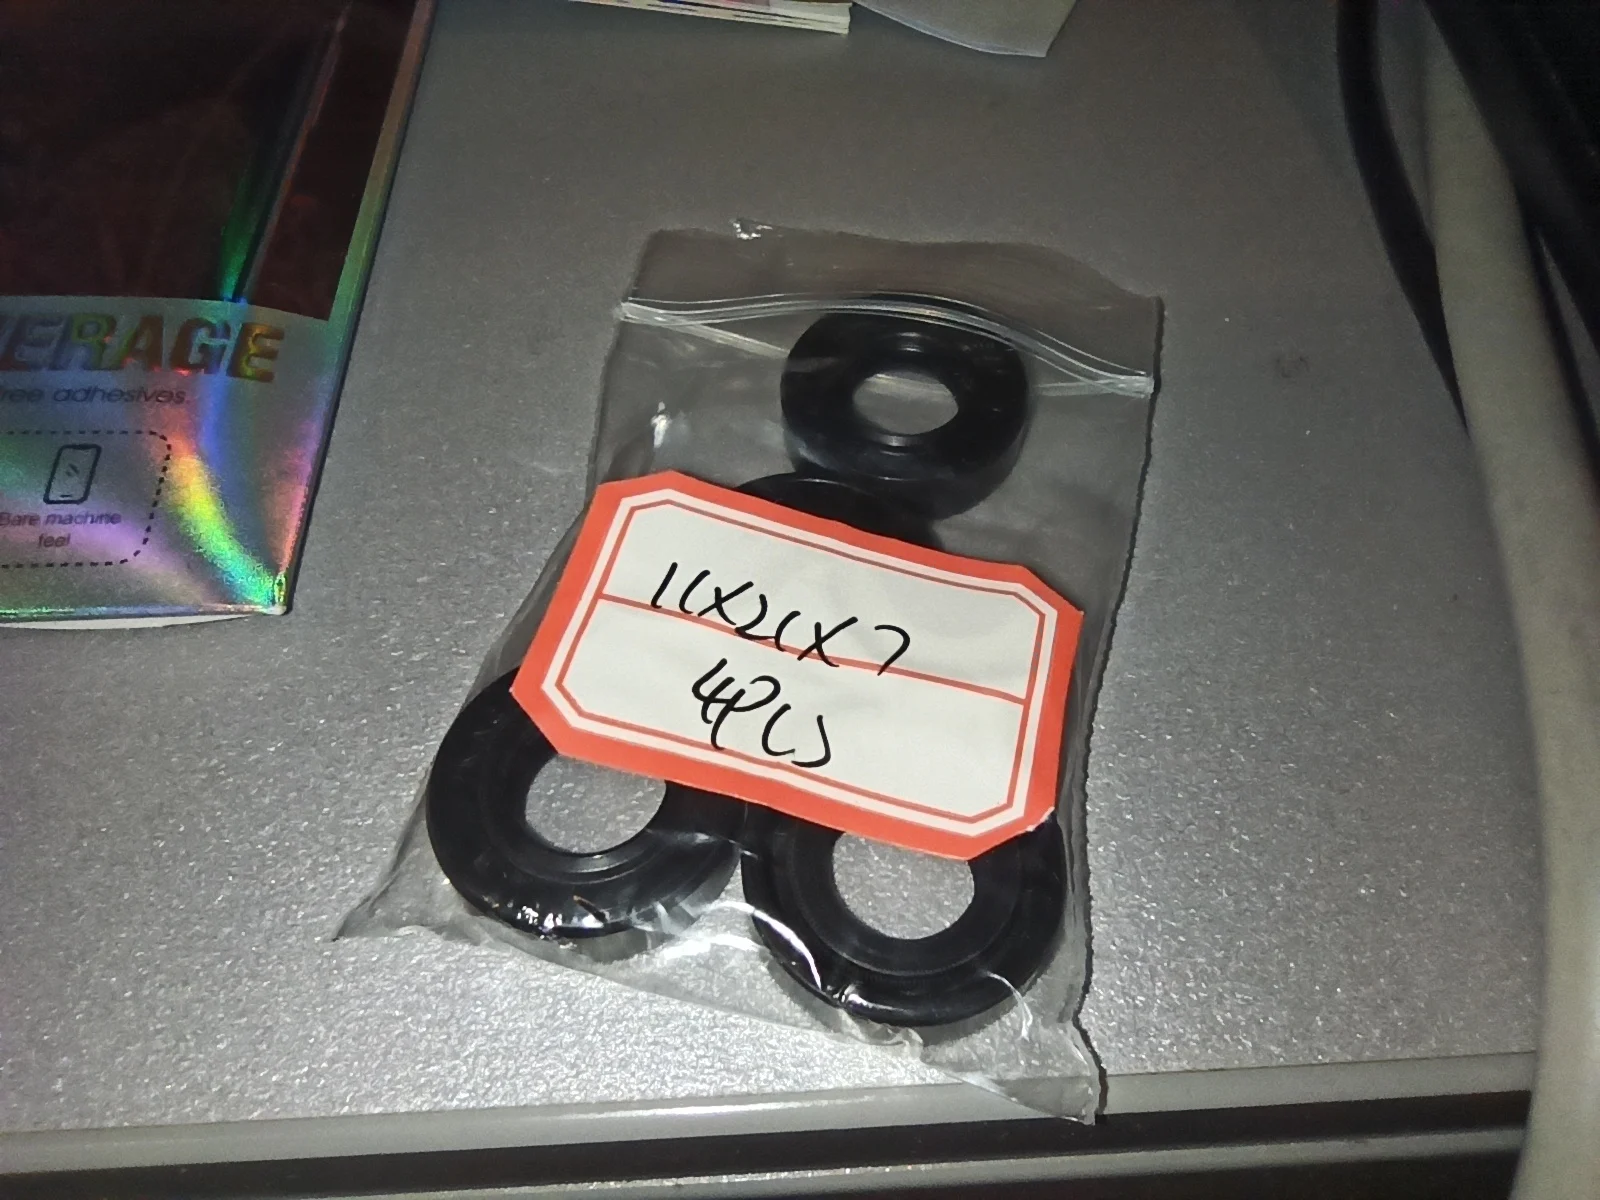 ERAGE
free adhesives.
Bare machine
feel
11X21X7
4PCS